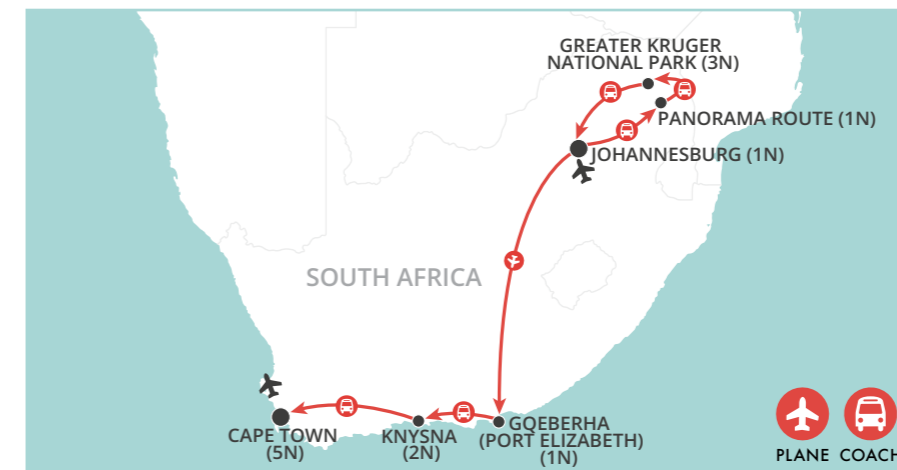 GREATER KRUGER
NATIONAL PARK (3N)
PANORAMA ROUTE (1N)
JOHANNESBURG (1N)
SOUTH AFRICA
CAPE TOWN
(5N)
KNYSNA
(2N)
GQEBERHA
(PORT ELIZABETH)
(1N)
PLANE COACH